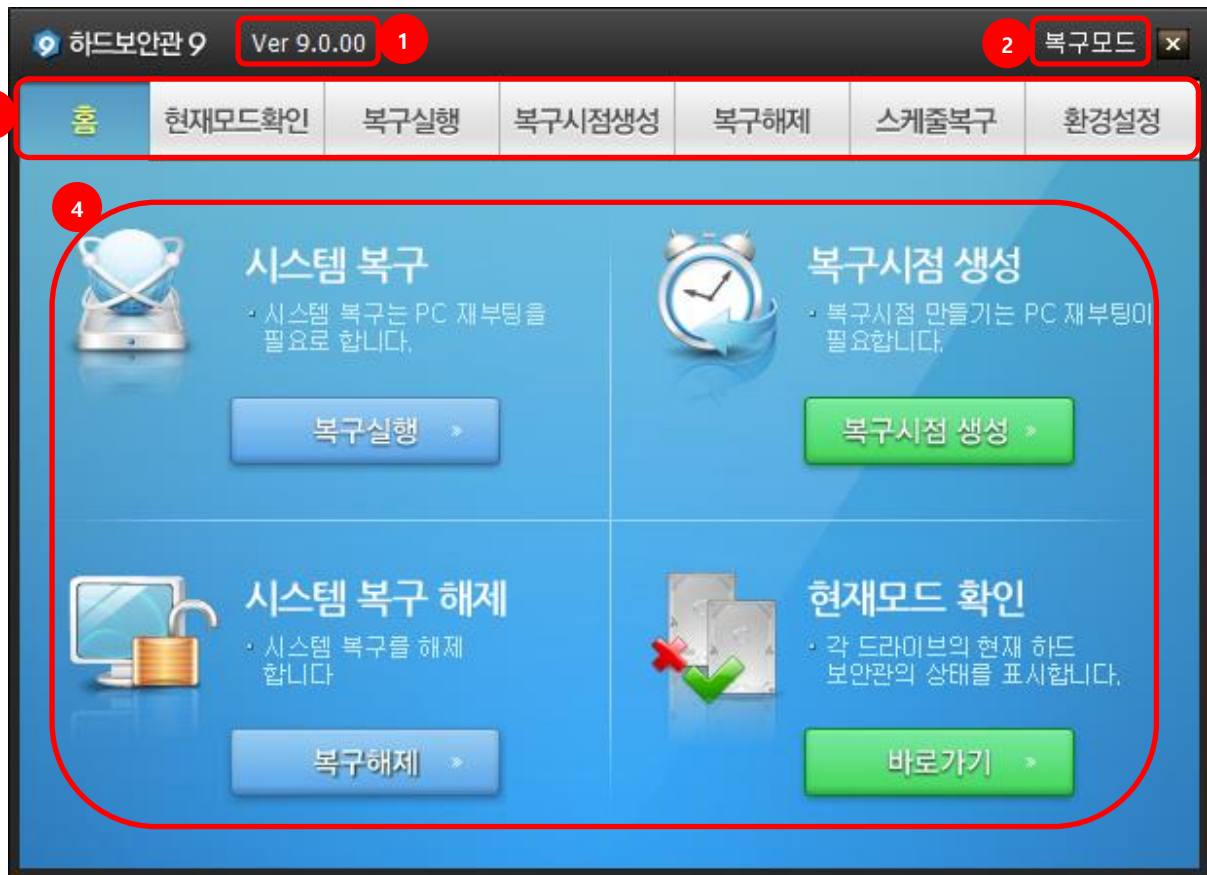 하드보안관 9
Ver 9.0.00
1
2
복구모드
홈
현재모드확인
복구실행
복구시점생성
복구해제
스케줄복구
환경설정
4
시스템 복구
· 시스템 복구는 PC 재부팅을
필요로 합니다.
복구실행
복구시점 생성
· 복구시점 만들기는 PC 재부팅이
필요합니다.
복구시점 생성
시스템 복구 해제
· 시스템 복구를 해제
합니다
복구해제
현재모드 확인
· 각 드라이브의 현재 하드
보안관의 상태를 표시합니다.
바로가기